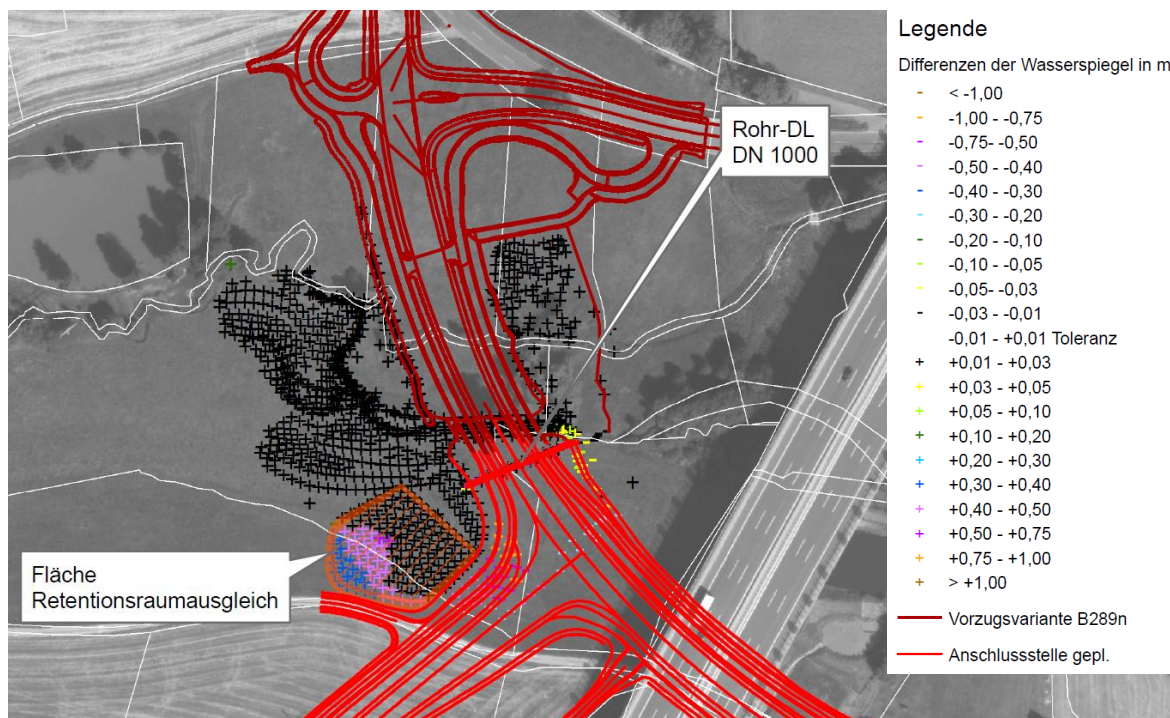 Rohr-DL
DN 1000
Fläche
Retentionsraumausgleich
Legende
Differenzen der Wasserspiegel in m
< -1,00
-1,00 - -0,75
-0,75- -0,50
-0,50 - -0,40
-0,40 - -0,30
-0,30 - -0,20
-0,20 - -0,10
-0,10 - -0,05
-0,05- -0,03
-0,03 - -0,01
-0,01 - +0,01 Toleranz
+0,01 - +0,03
+0,03 - +0,05
+0,05 - +0,10
+0,10 - +0,20
+0,20 - +0,30
+0,30 - +0,40
+0,40 - +0,50
+0,50 - +0,75
+0,75 - +1,00
> +1,00
Vorzugsvariante B289n
Anschlussstelle gepl.